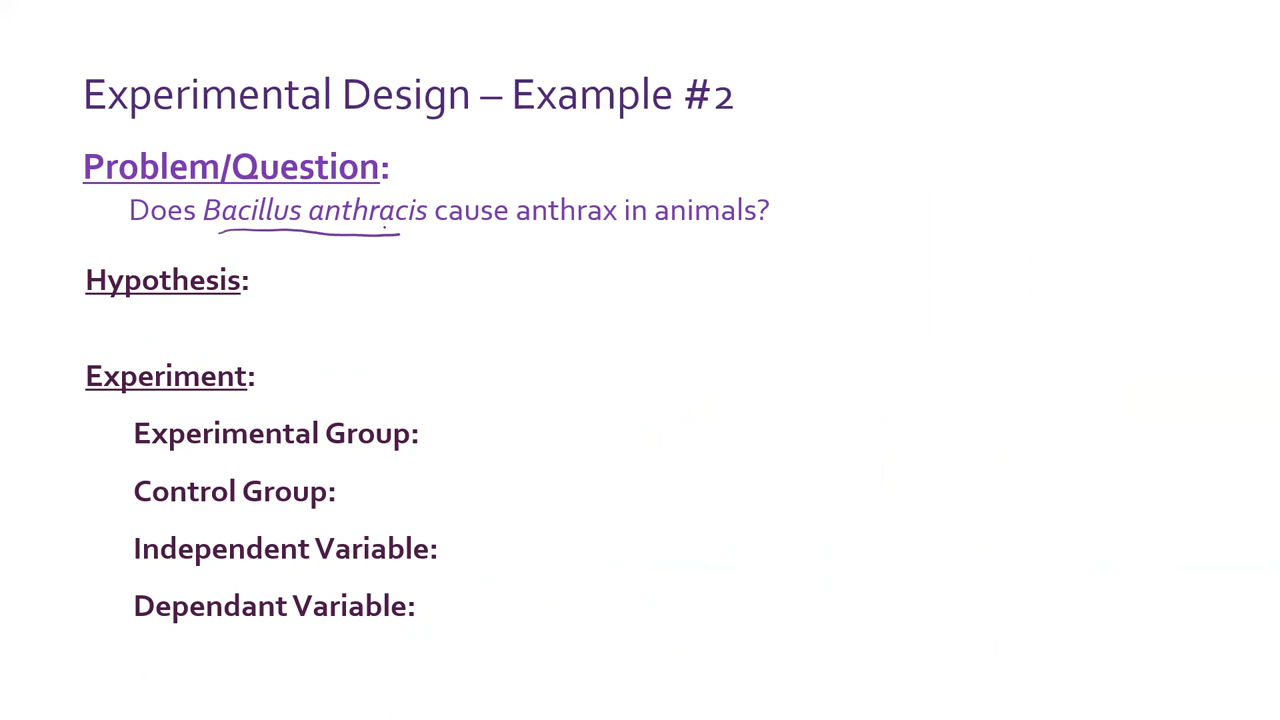 Experimental Design – Example #2
Problem/Question:
Does Bacillus anthracis cause anthrax in animals?
Hypothesis:
Experiment:
Experimental Group:
Control Group:
Independent Variable:
Dependant Variable: